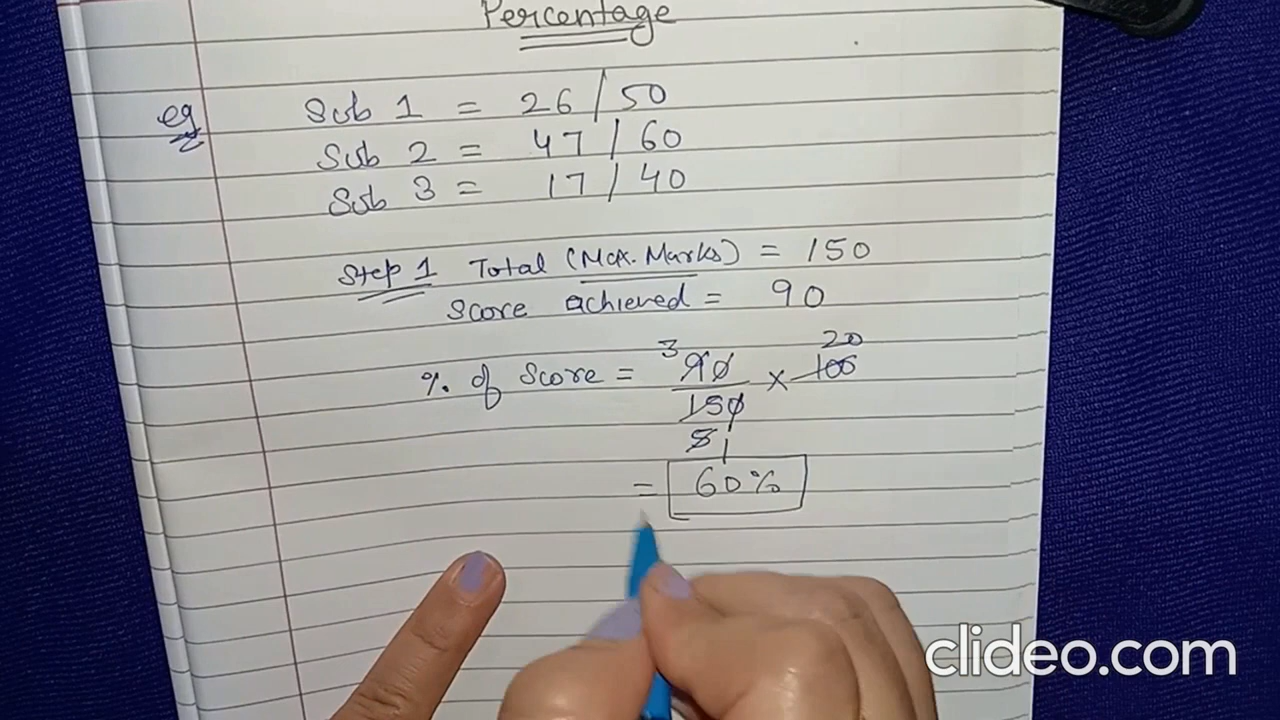 Percentage
eg Sub 1 = 26/50
Sub 2 = 47/60
Sub 3 = 17/40
Step 1 Total (Max. Marks) = 150
Score achieved = 90
20
% of Score = 3 90/150 × 100
5 1
= 60%
clideo.com